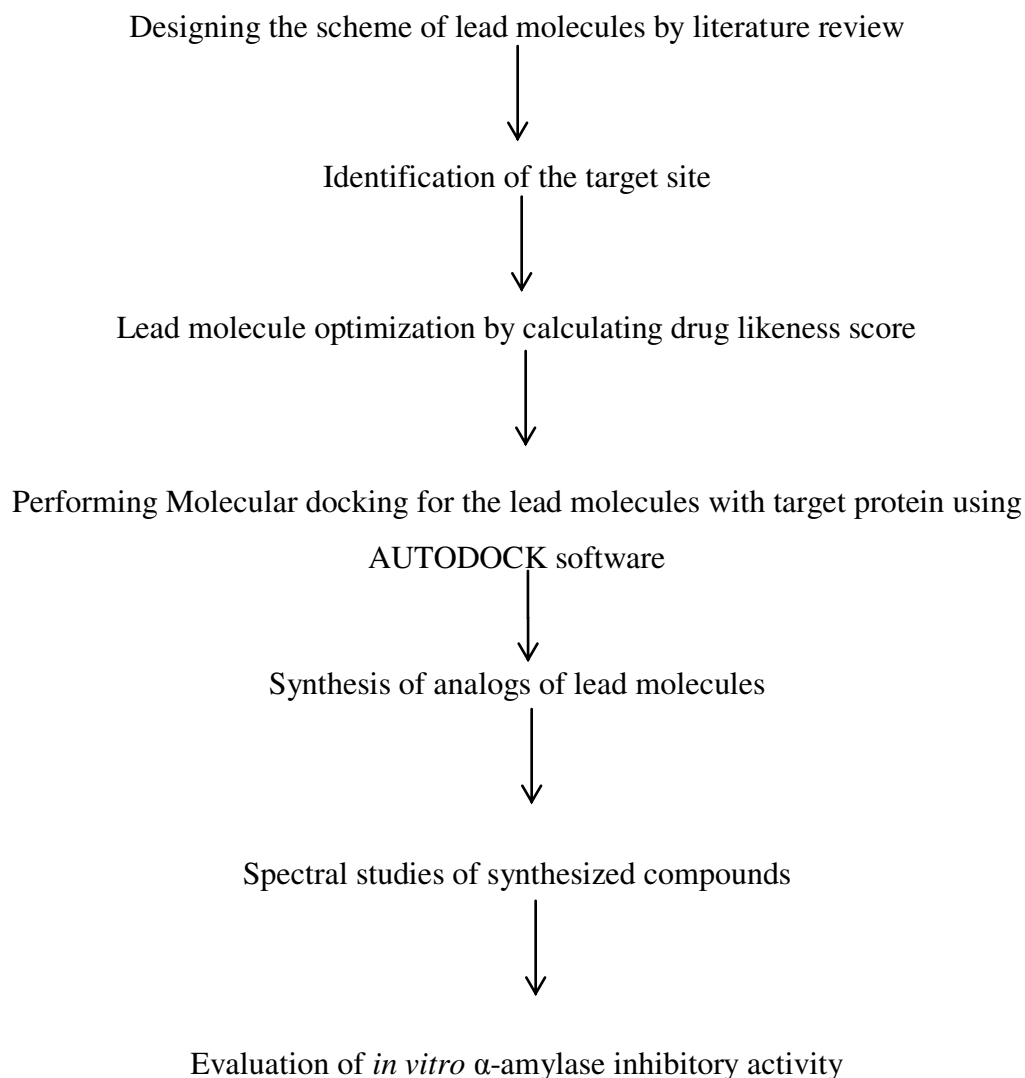 Designing the scheme of lead molecules by literature review
Identification of the target site
Lead molecule optimization by calculating drug likeness score
Performing Molecular docking for the lead molecules with target protein using
AUTODOCK software
Synthesis of analogs of lead molecules
Spectral studies of synthesized compounds
Evaluation of in vitro α-amylase inhibitory activity